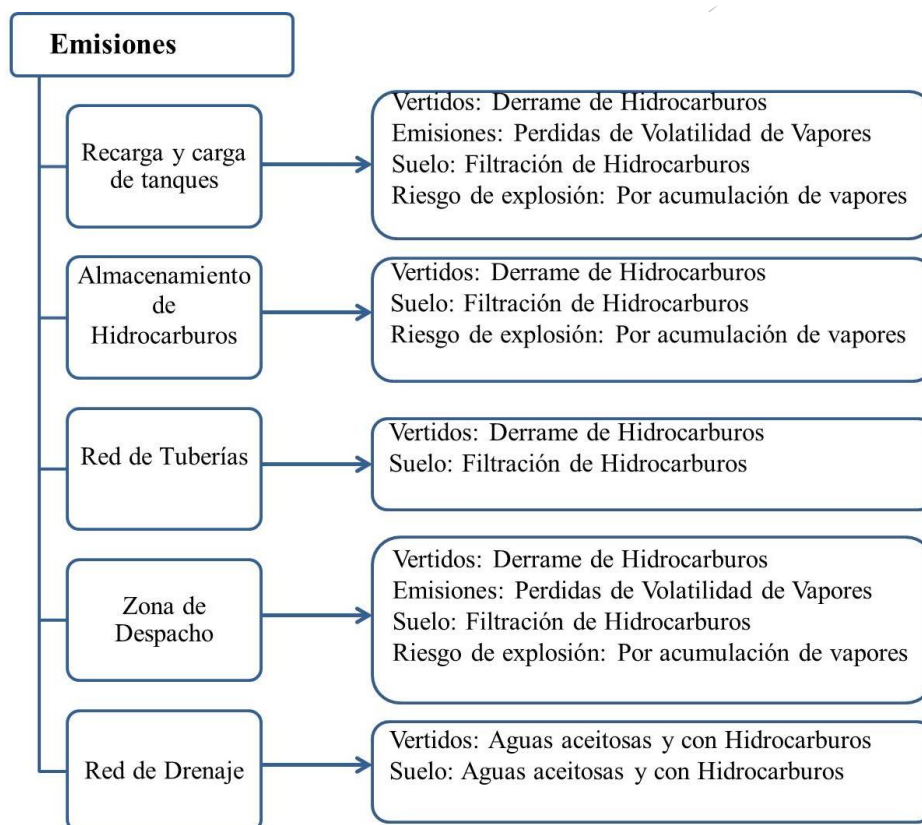 Emisiones
Recarga y carga
de tanques
Vertidos: Derrame de Hidrocarburos
Emisiones: Perdidas de Volatilidad de Vapores
Suelo: Filtración de Hidrocarburos
Riesgo de explosión: Por acumulación de vapores
Almacenamiento
de
Hidrocarburos
Vertidos: Derrame de Hidrocarburos
Suelo: Filtración de Hidrocarburos
Riesgo de explosión: Por acumulación de vapores
Red de Tuberías
Vertidos: Derrame de Hidrocarburos
Suelo: Filtración de Hidrocarburos
Zona de
Despacho
Vertidos: Derrame de Hidrocarburos
Emisiones: Perdidas de Volatilidad de Vapores
Suelo: Filtración de Hidrocarburos
Riesgo de explosión: Por acumulación de vapores
Red de Drenaje
Vertidos: Aguas aceitosas y con Hidrocarburos
Suelo: Aguas aceitosas y con Hidrocarburos